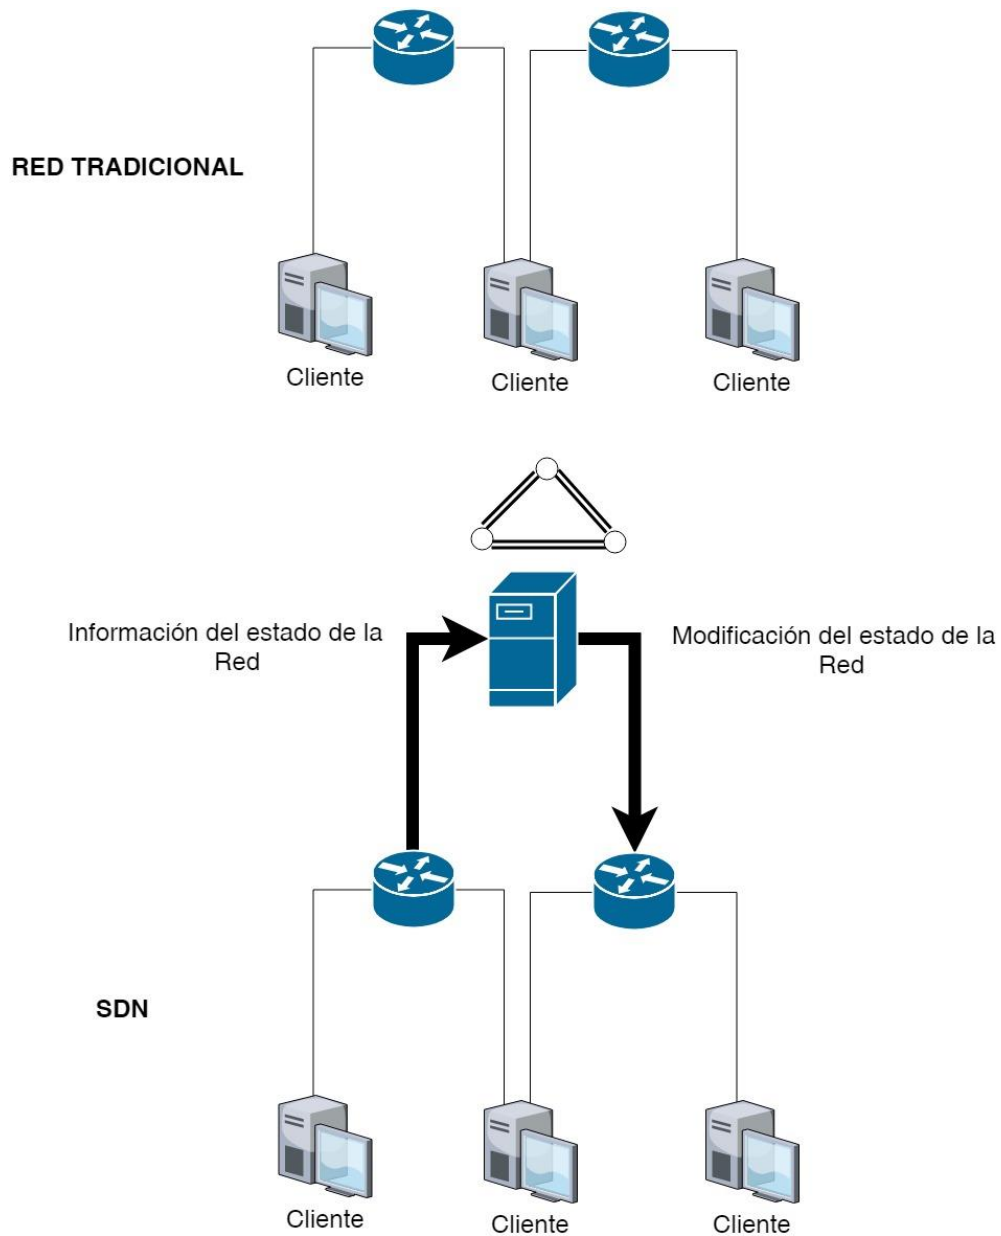 RED TRADICIONAL
Cliente
Cliente
Cliente
Información del estado de la
Red
Modificación del estado de la
Red
SDN
Cliente
Cliente
Cliente